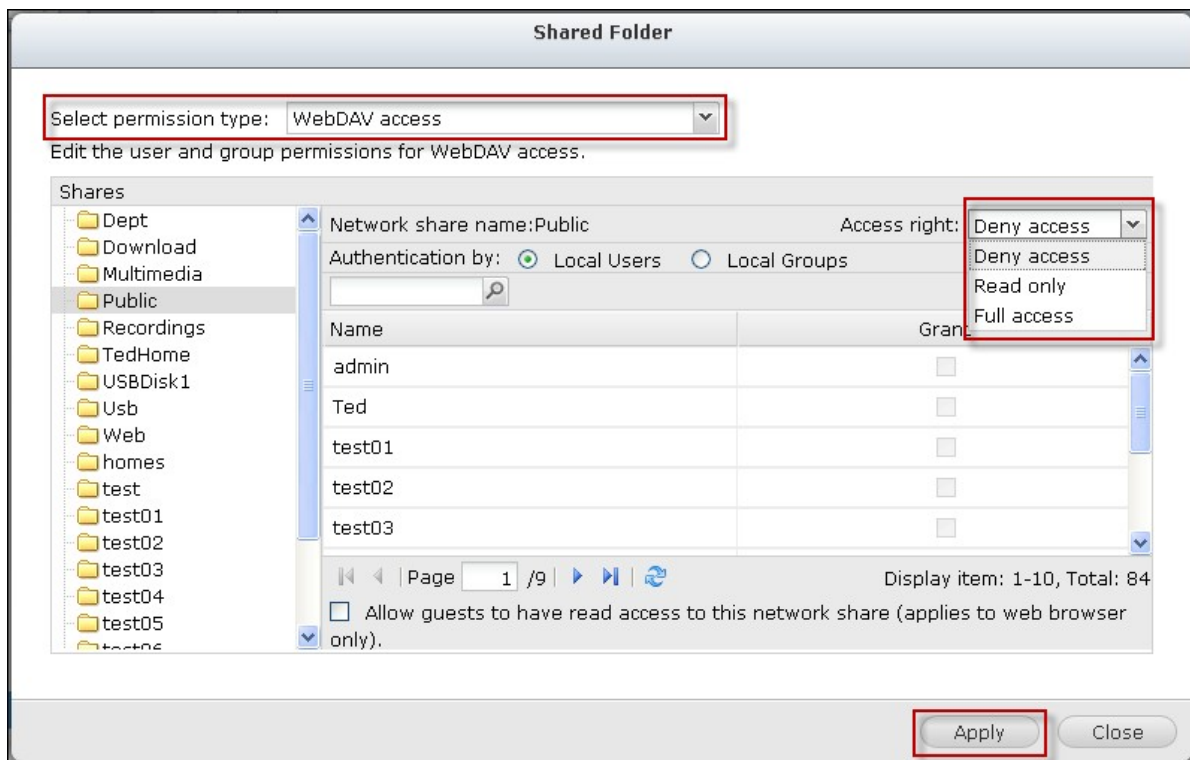 Shared Folder
Select permission type: WebDAV access
Edit the user and group permissions for WebDAV access.
Shares
Dept
Download
Multimedia
Public
Recordings
TedHome
USBDisk1
Usb
Web
homes
test
test01
test02
test03
test04
test05
Network share name:Public
Access right: Deny access
Deny access
Read only
Full access
Authentication by: Local Users Local Groups
Name Grant
admin
Ted
test01
test02
test03
Page 1 /9
Display item: 1-10, Total: 84
Allow guests to have read access to this network share (applies to web browser
only).
Apply Close